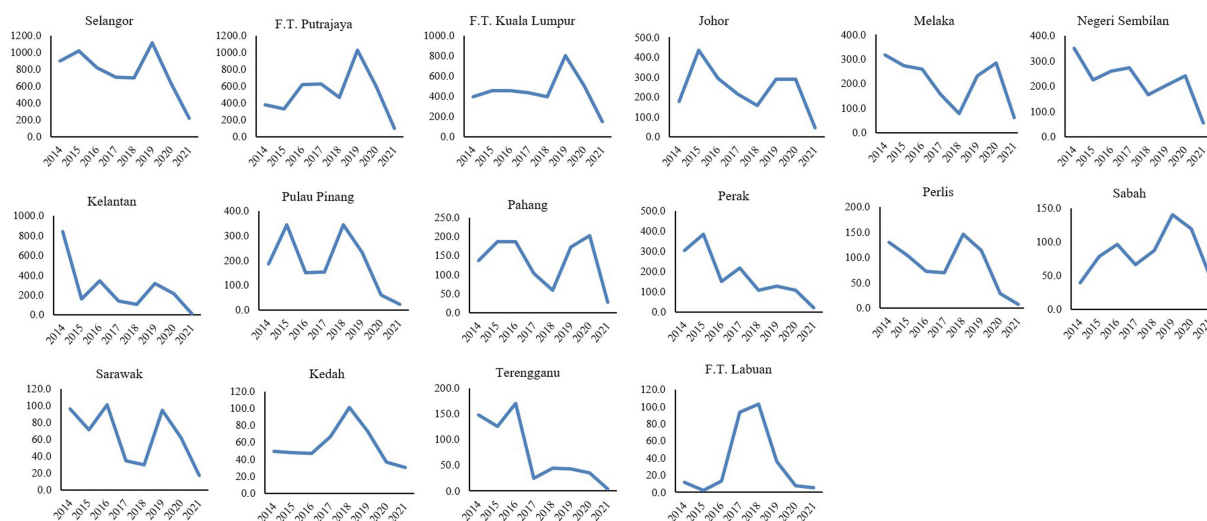 Selangor
1200.0
1000.0
800.0
600.0
400.0
200.0
0.0
2014 2015 2016 2017 2018 2019 2020 2021
F.T. Putrajaya
1200.0
1000.0
800.0
600.0
400.0
200.0
0.0
2014 2015 2016 2017 2018 2019 2020 2021
F.T. Kuala Lumpur
1000.0
800.0
600.0
400.0
200.0
0.0
2014 2015 2016 2017 2018 2019 2020 2021
Johor
500.0
400.0
300.0
200.0
100.0
0.0
2014 2015 2016 2017 2018 2019 2020 2021
Melaka
400.0
300.0
200.0
100.0
0.0
2014 2015 2016 2017 2018 2019 2020 2021
Negeri Sembilan
400.0
300.0
200.0
100.0
0.0
2014 2015 2016 2017 2018 2019 2020 2021
Kelantan
1000.0
800.0
600.0
400.0
200.0
0.0
2014 2015 2016 2017 2018 2019 2020 2021
Pulau Pinang
400.0
300.0
200.0
100.0
0.0
2014 2015 2016 2017 2018 2019 2020 2021
Pahang
250.0
200.0
150.0
100.0
50.0
0.0
2014 2015 2016 2017 2018 2019 2020 2021
Perak
500.0
400.0
300.0
200.0
100.0
0.0
2014 2015 2016 2017 2018 2019 2020 2021
Perlis
200.0
150.0
100.0
50.0
0.0
2014 2015 2016 2017 2018 2019 2020 2021
Sabah
150.0
100.0
50.0
0.0
2014 2015 2016 2017 2018 2019 2020 2021
Sarawak
120.0
100.0
80.0
60.0
40.0
20.0
0.0
2014 2015 2016 2017 2018 2019 2020 2021
Kedah
120.0
100.0
80.0
60.0
40.0
20.0
0.0
2014 2015 2016 2017 2018 2019 2020 2021
Terengganu
200.0
150.0
100.0
50.0
0.0
2014 2015 2016 2017 2018 2019 2020 2021
F.T. Labuan
120.0
100.0
80.0
60.0
40.0
20.0
0.0
2014 2015 2016 2017 2018 2019 2020 2021